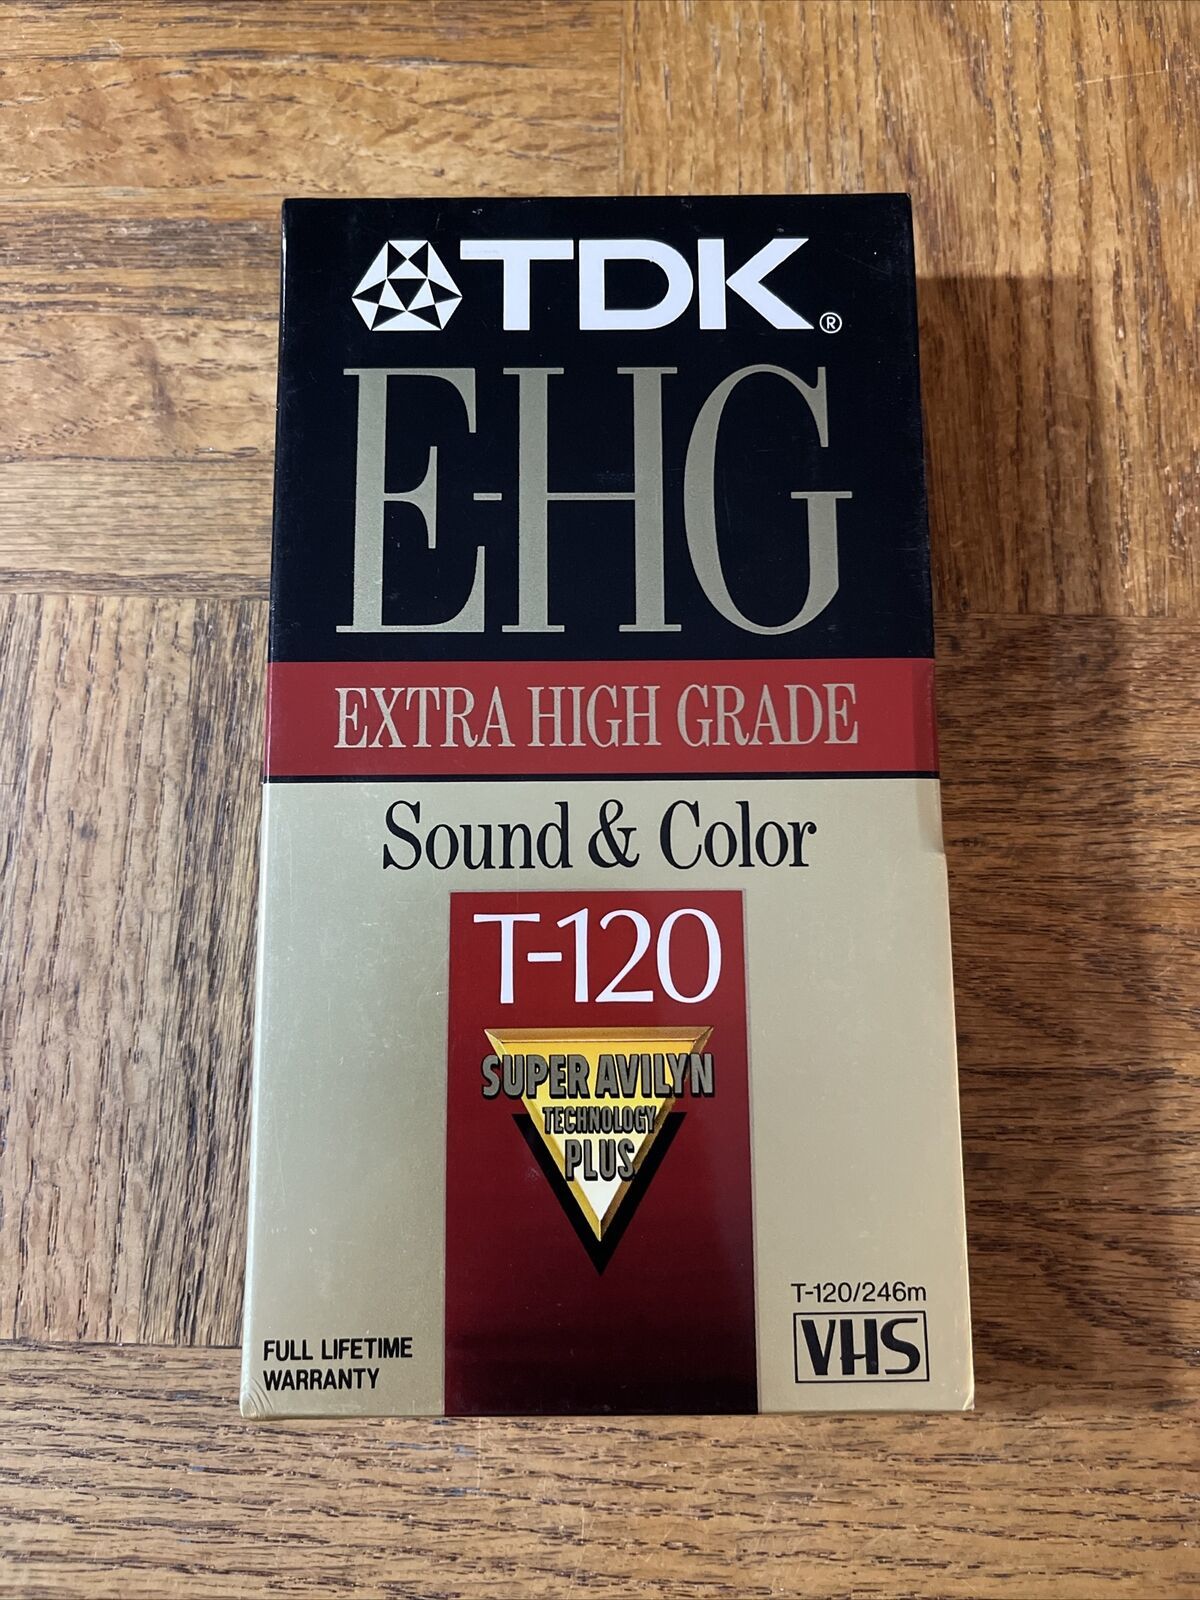 TDK®
E-HG
EXTRA HIGH GRADE
Sound & Color
T-120
SUPER AVILYN
TECHNOLOGY
PLUS
T-120/246m
VHS
FULL LIFETIME
WARRANTY